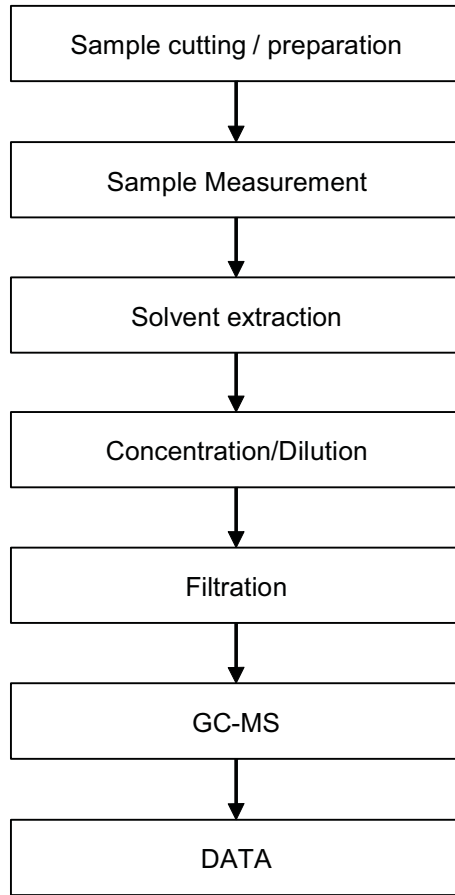 Sample cutting / preparation
Sample Measurement
Solvent extraction
Concentration/Dilution
Filtration
GC-MS
DATA